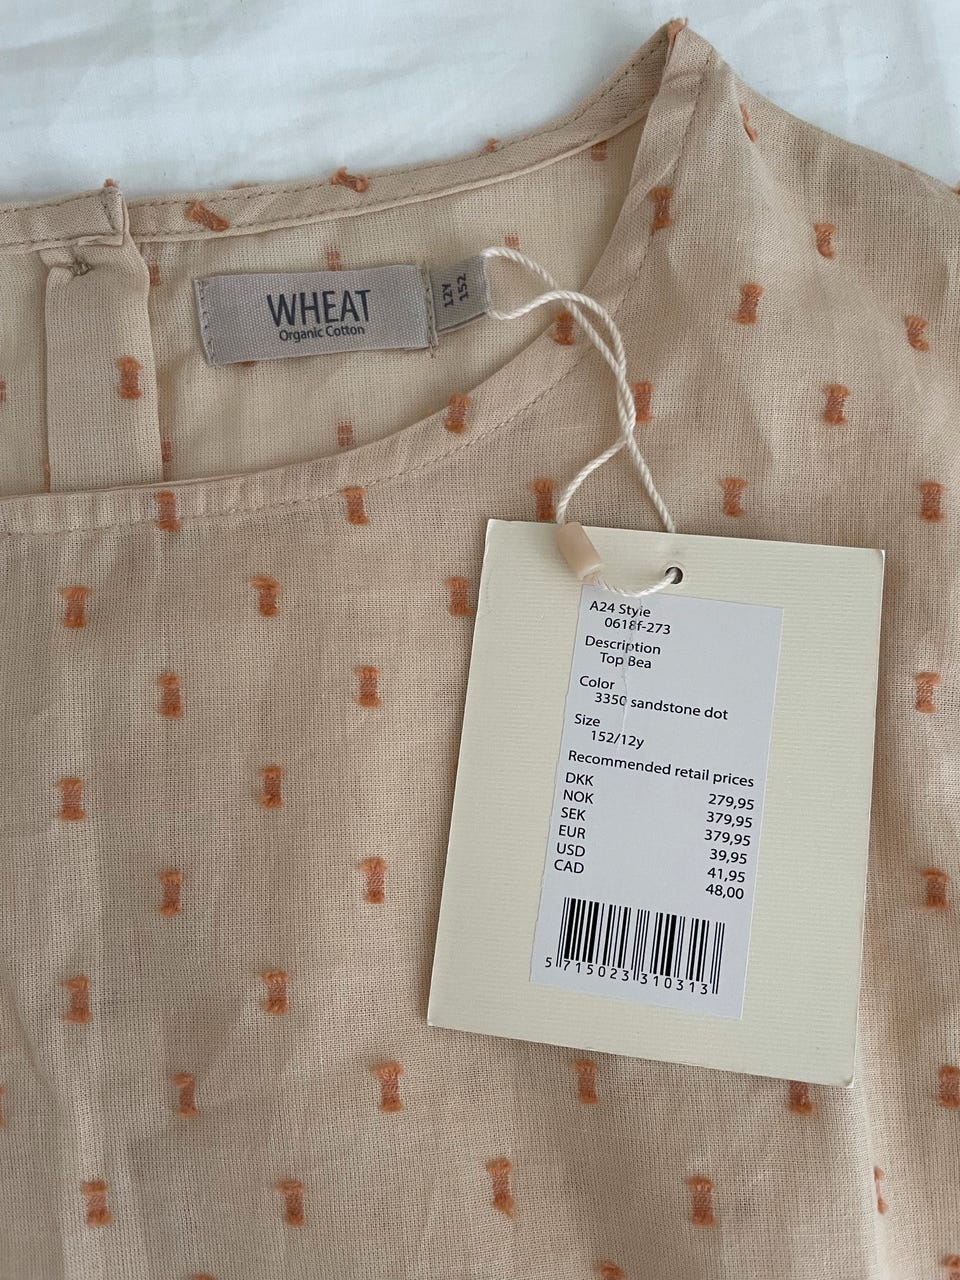 WHEAT
Organic Cotton
12Y
152
A24 Style
0618f-273
Description
Top Bea
Color
3350 sandstone dot
Size
152/12y
Recommended retail prices
DKK 279,95
NOK 379,95
SEK 379,95
EUR 39,95
USD 41,95
CAD 48,00
5 715023 310313